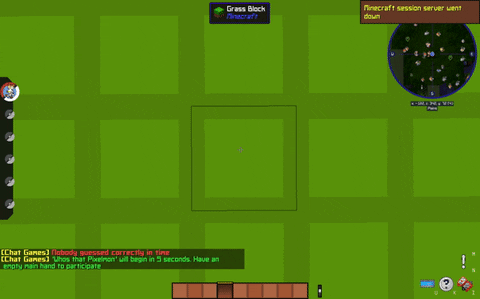 Grass Block
Minecraft
Minecraft session server went
down
[Chat Games] Nobody guessed correctly in time
[Chat Games] 'Whos that Pixelmon' will begin in 5 seconds. Have an
empty main hand to participate